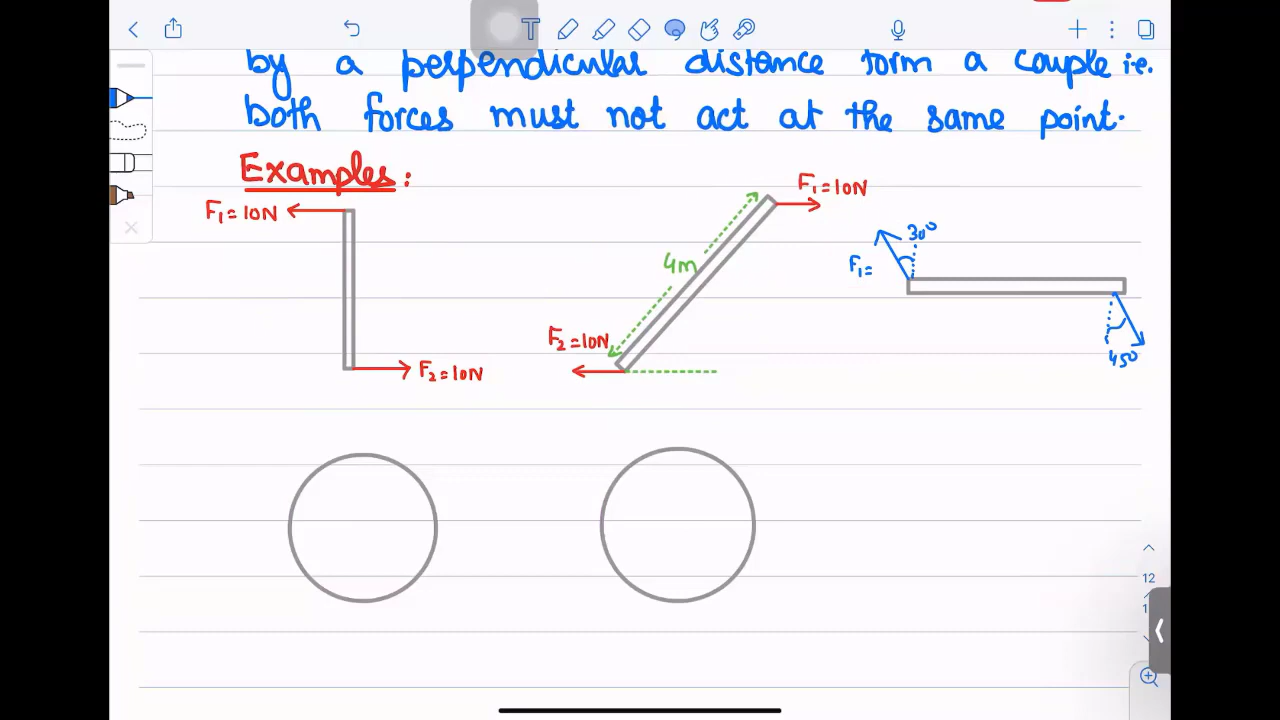 by a perpendicular distance form a couple i.e.
both forces must not act at the same point.
Examples:
F₁=10N
F₂=10N
F₁=10N
4m
F₂=10N
30°
F₁=
45°
12